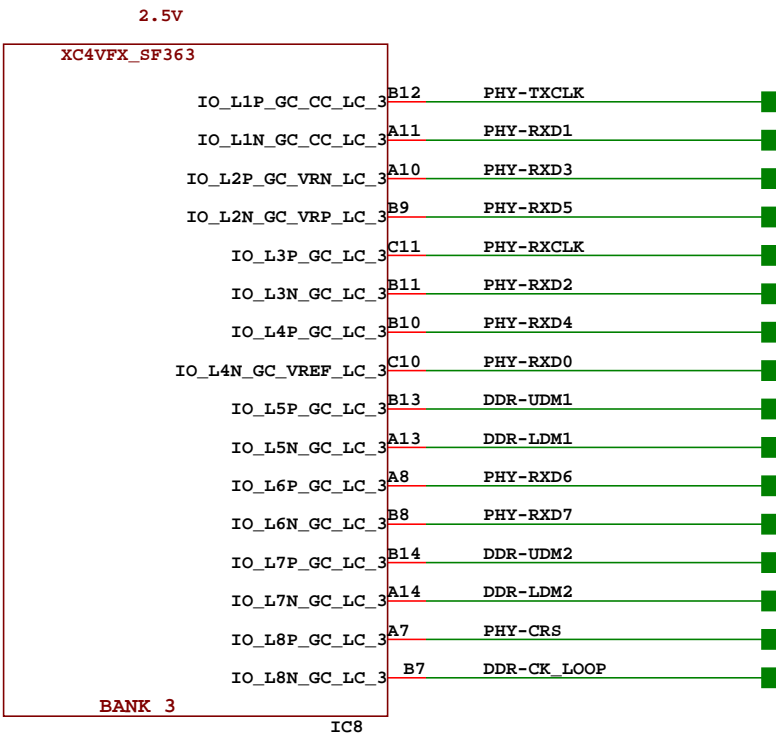 2.5V
XC4VFX_SF363
IO_L1P_GC_CC_LC_3 B12 PHY-TXCLK
IO_L1N_GC_CC_LC_3 A11 PHY-RXD1
IO_L2P_GC_VRN_LC_3 A10 PHY-RXD3
IO_L2N_GC_VRP_LC_3 B9 PHY-RXD5
IO_L3P_GC_LC_3 C11 PHY-RXCLK
IO_L3N_GC_LC_3 B11 PHY-RXD2
IO_L4P_GC_LC_3 B10 PHY-RXD4
IO_L4N_GC_VREF_LC_3 C10 PHY-RXD0
IO_L5P_GC_LC_3 B13 DDR-UDM1
IO_L5N_GC_LC_3 A13 DDR-LDM1
IO_L6P_GC_LC_3 A8 PHY-RXD6
IO_L6N_GC_LC_3 B8 PHY-RXD7
IO_L7P_GC_LC_3 B14 DDR-UDM2
IO_L7N_GC_LC_3 A14 DDR-LDM2
IO_L8P_GC_LC_3 A7 PHY-CRS
IO_L8N_GC_LC_3 B7 DDR-CK_LOOP
BANK 3
IC8